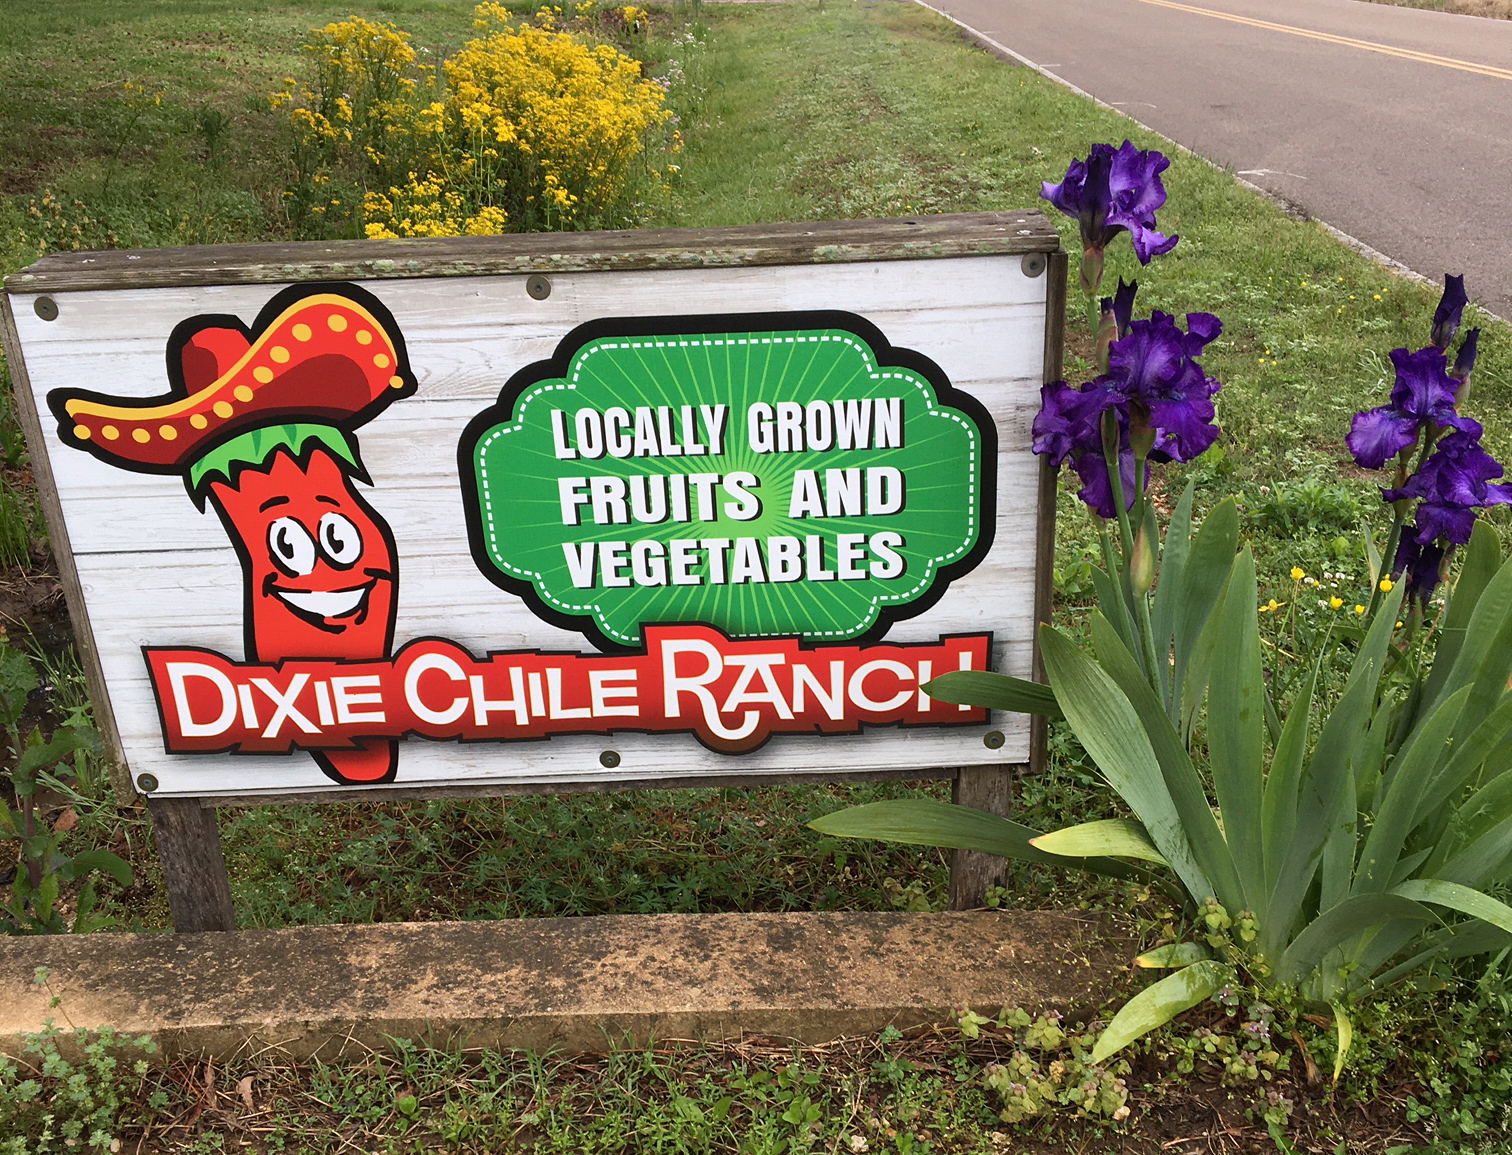 LOCALLY GROWN
FRUITS AND
VEGETABLES
DIXIE CHILE RANCH